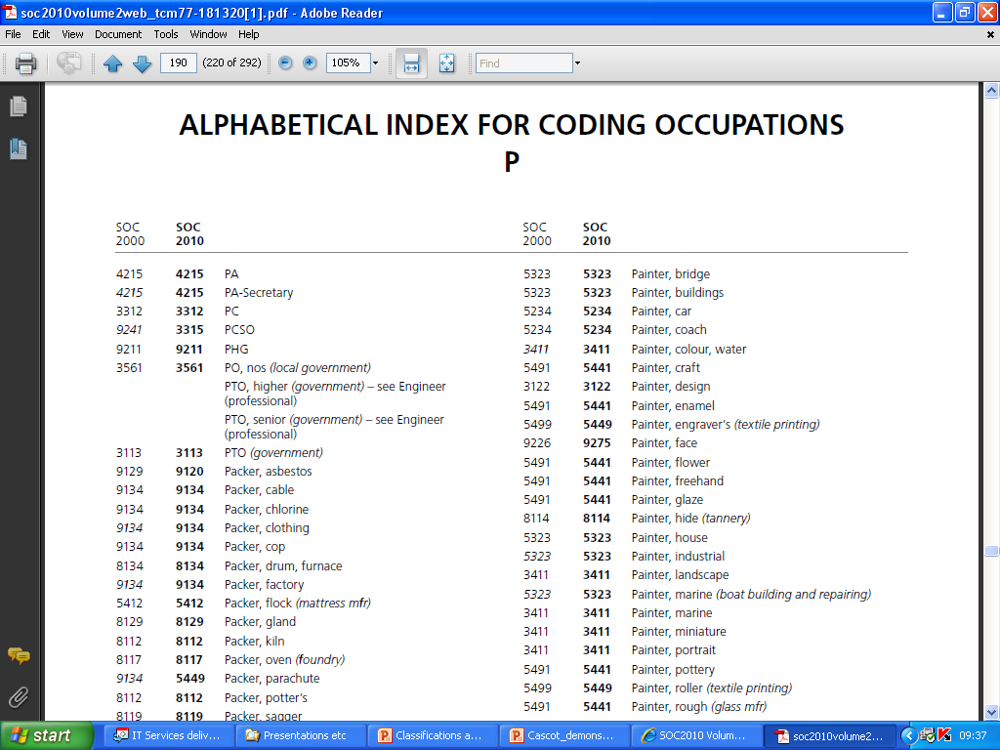 soc2010volume2web_tcm77-181320[1].pdf - Adobe Reader
File Edit View Document Tools Window Help
190 (220 of 292) 105% Find
ALPHABETICAL INDEX FOR CODING OCCUPATIONS
P
SOC SOC
2000 2010
4215 4215 PA
4215 4215 PA-Secretary
3312 3312 PC
9241 3315 PCSO
9211 9211 PHG
3561 3561 PO, nos (local government)
PTO, higher (government) – see Engineer
(professional)
PTO, senior (government) – see Engineer
(professional)
3113 3113 PTO (government)
9129 9120 Packer, asbestos
9134 9134 Packer, cable
9134 9134 Packer, chlorine
9134 9134 Packer, clothing
9134 9134 Packer, cop
8134 8134 Packer, drum, furnace
9134 9134 Packer, factory
5412 5412 Packer, flock (mattress mfr)
8129 8129 Packer, gland
8112 8112 Packer, kiln
8117 8117 Packer, oven (foundry)
9134 5449 Packer, parachute
8112 8112 Packer, potter's
8119 8119 Packer, sagger
SOC SOC
2000 2010
5323 5323 Painter, bridge
5323 5323 Painter, buildings
5234 5234 Painter, car
5234 5234 Painter, coach
3411 3411 Painter, colour, water
5491 5441 Painter, craft
3122 3122 Painter, design
5491 5441 Painter, enamel
5499 5449 Painter, engraver's (textile printing)
9226 9275 Painter, face
5491 5441 Painter, flower
5491 5441 Painter, freehand
5491 5441 Painter, glaze
8114 8114 Painter, hide (tannery)
5323 5323 Painter, house
5323 5323 Painter, industrial
3411 3411 Painter, landscape
5323 5323 Painter, marine (boat building and repairing)
3411 3411 Painter, marine
3411 3411 Painter, miniature
3411 3411 Painter, portrait
5491 5441 Painter, pottery
5499 5449 Painter, roller (textile printing)
5491 5441 Painter, rough (glass mfr)
start IT Services deliv... Presentations etc Classifications a... Cascot_demons... SOC2010 Volum... soc2010volume2... 09:37